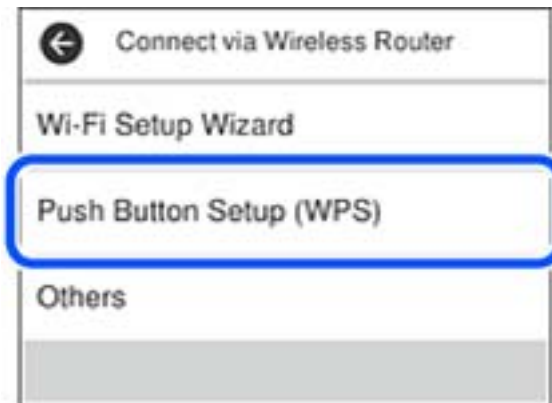 Connect via Wireless Router
Wi-Fi Setup Wizard
Push Button Setup (WPS)
Others